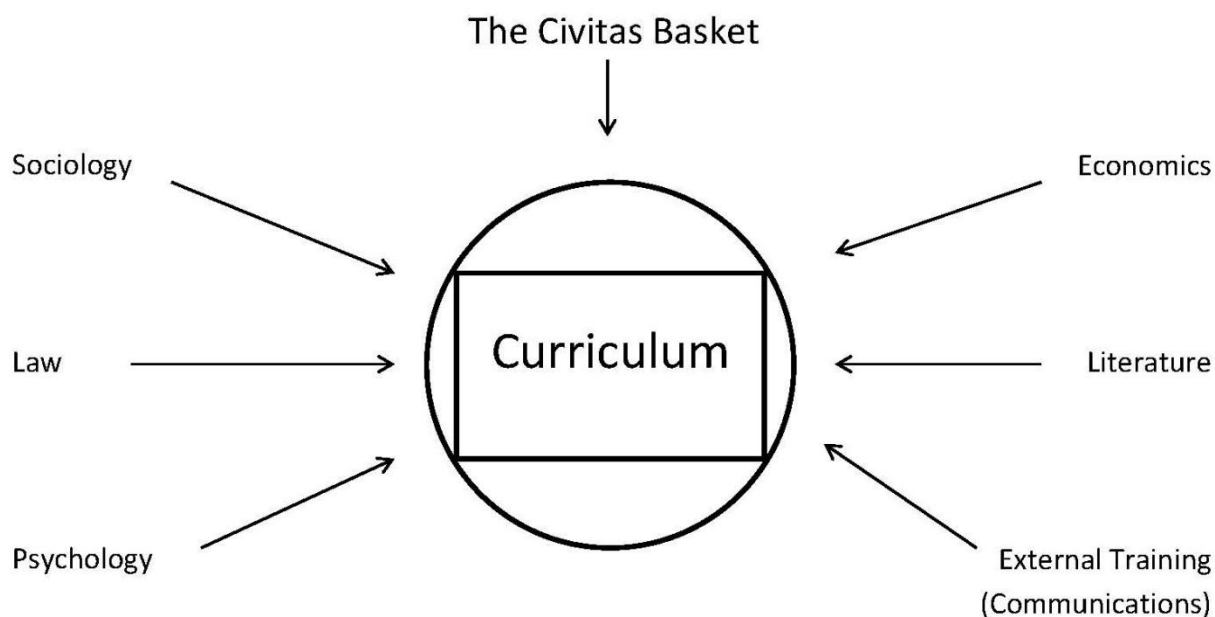 The Civitas Basket
Sociology
Economics
Curriculum
Law
Literature
Psychology
External Training
(Communications)